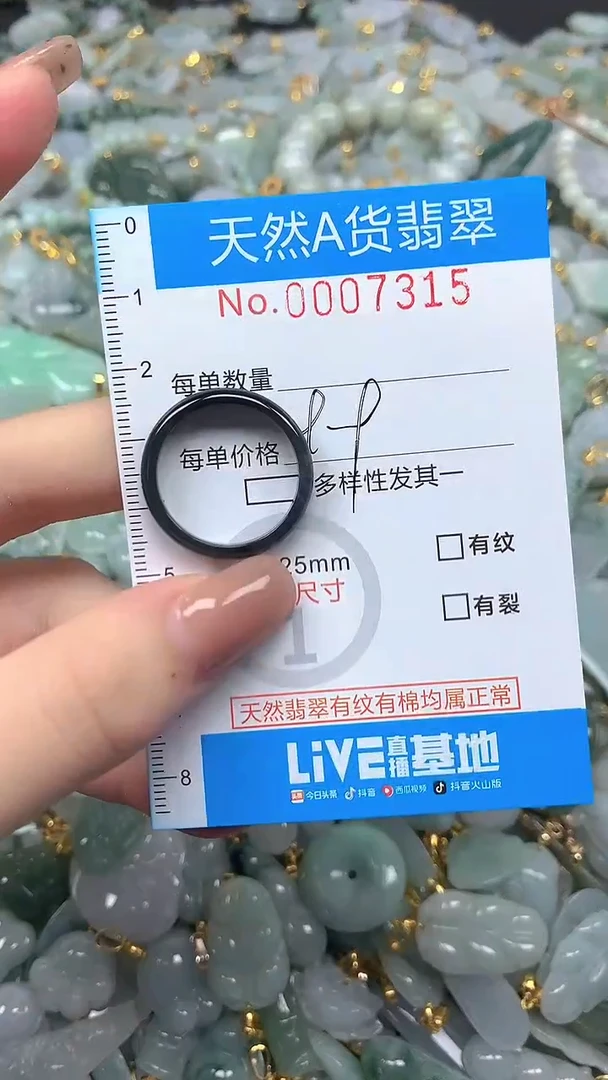 天然A货翡翠
No.0007315
0
1
2
每单数量
每单价格
多样性发其一
5
25mm
尺寸
1
有纹
有裂
天然翡翠有纹有棉均属正常
8
LiVE直播基地
今日头条 抖音 西瓜视频 抖音火山版